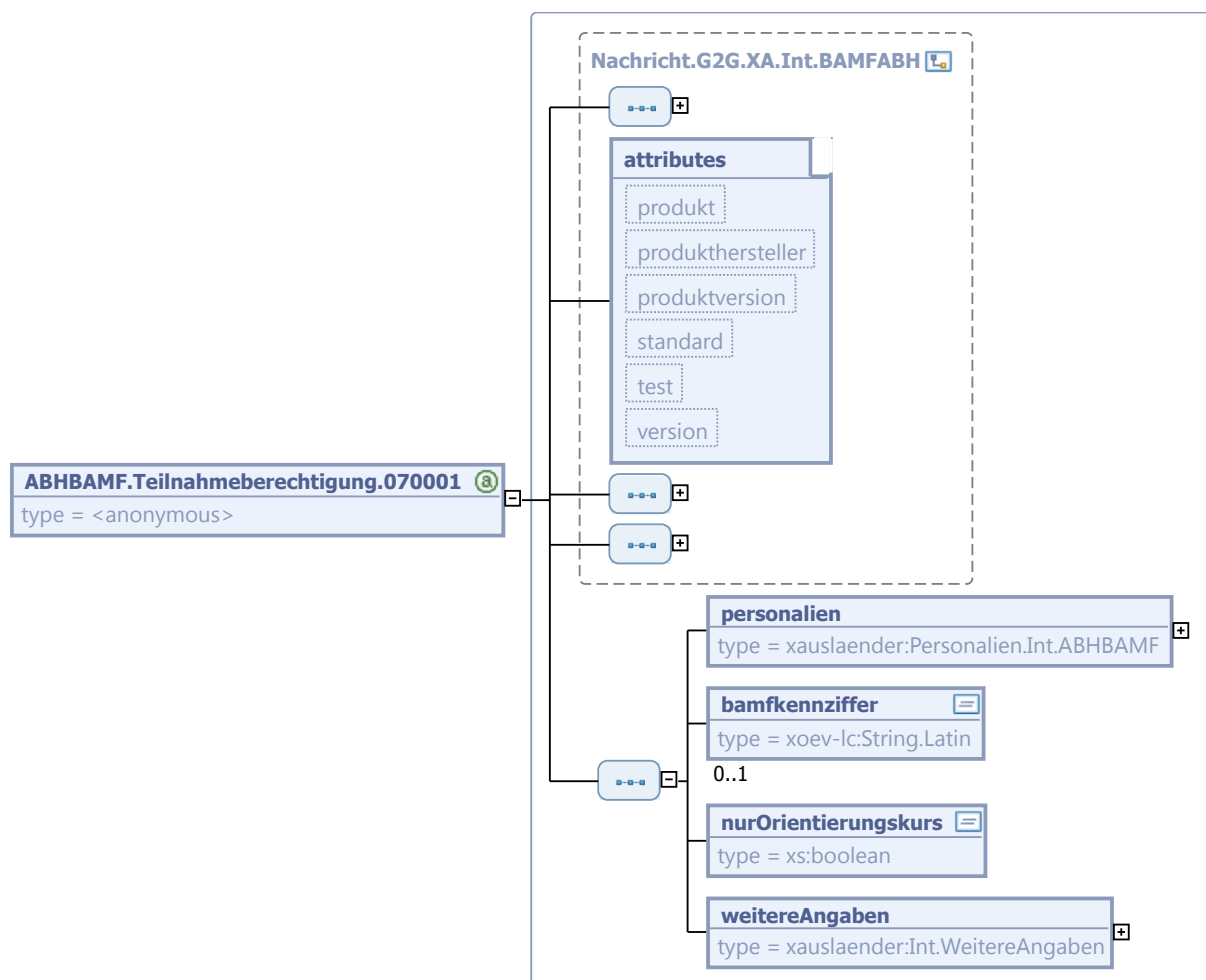 Nachricht.G2G.XA.Int.BAMFABH
attributes
produkt
produkthersteller
produktversion
standard
test
version
ABHBAMF.Teilnahmeberechtigung.070001 @
type = <anonymous>
personalien
type = xauslaender:Personalien.Int.ABHBAMF
bamfkennziffer
type = xoev-lc:String.Latin
0..1
nurOrientierungskurs
type = xs:boolean
weitereAngaben
type = xauslaender:Int.WeitereAngaben